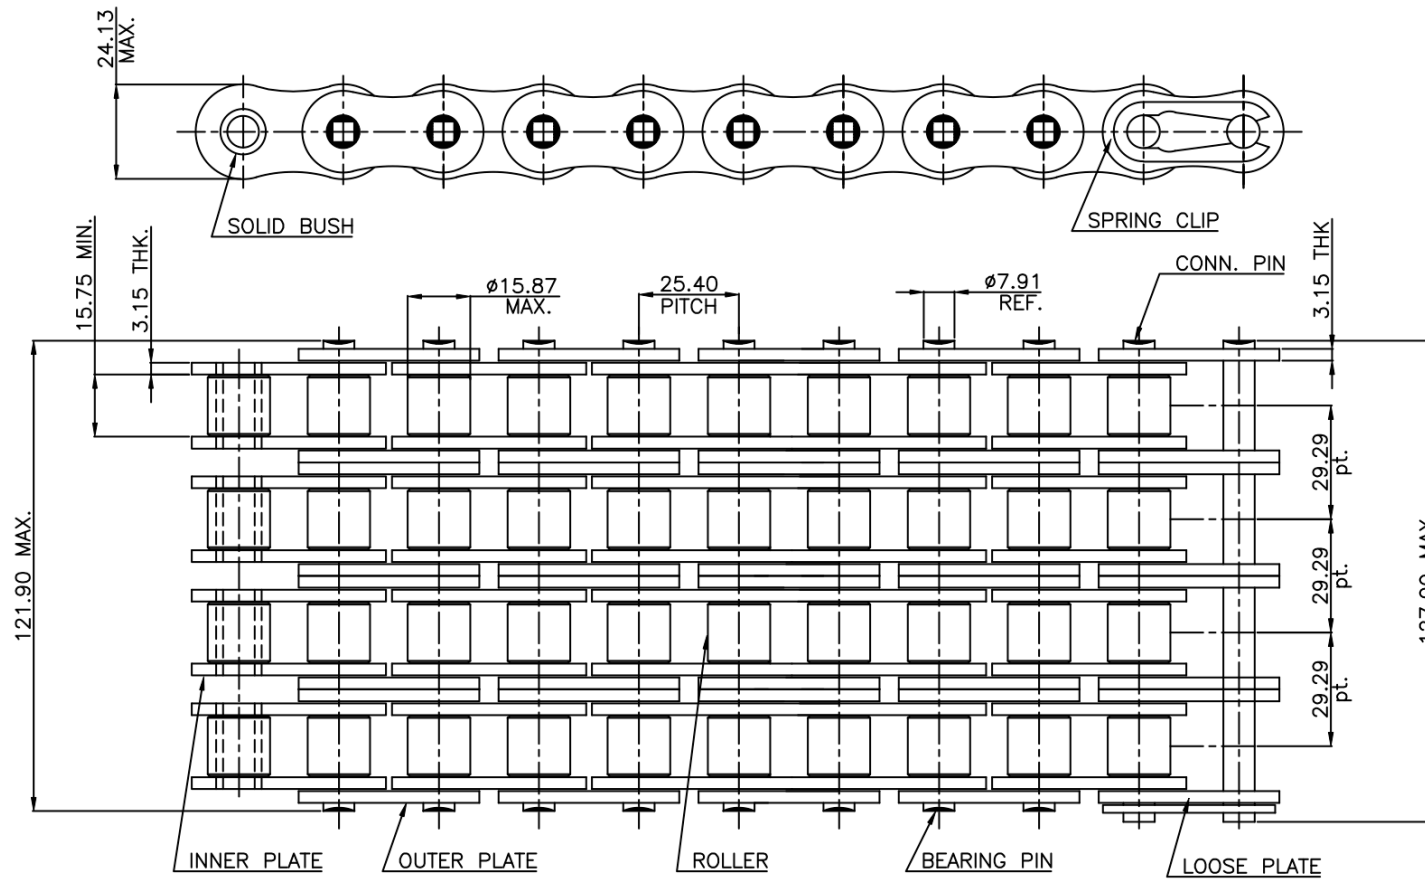 24.13
MAX.
SOLID BUSH
SPRING CLIP
15.75 MIN.
3.15 THK.
ø15.87
MAX.
25.40
PITCH
ø7.91
REF.
CONN. PIN
3.15 THK
121.90 MAX.
29.29
pt.
29.29
pt.
29.29
pt.
MAX
INNER PLATE
OUTER PLATE
ROLLER
BEARING PIN
LOOSE PLATE